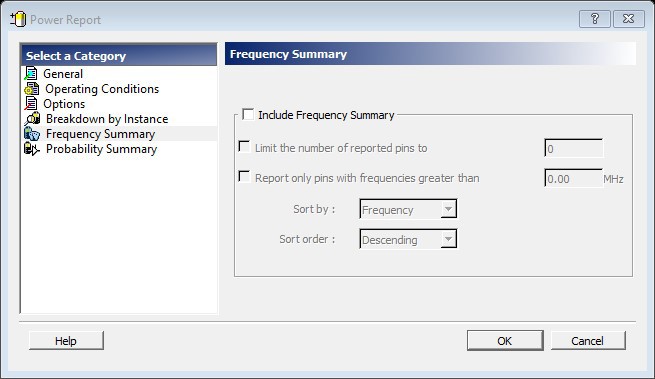 Power Report
?
Select a Category
General
Operating Conditions
Options
Breakdown by Instance
Frequency Summary
Probability Summary
Frequency Summary
Include Frequency Summary
Limit the number of reported pins to 0
Report only pins with frequencies greater than 0.00 MHz
Sort by : Frequency
Sort order : Descending
Help
OK
Cancel